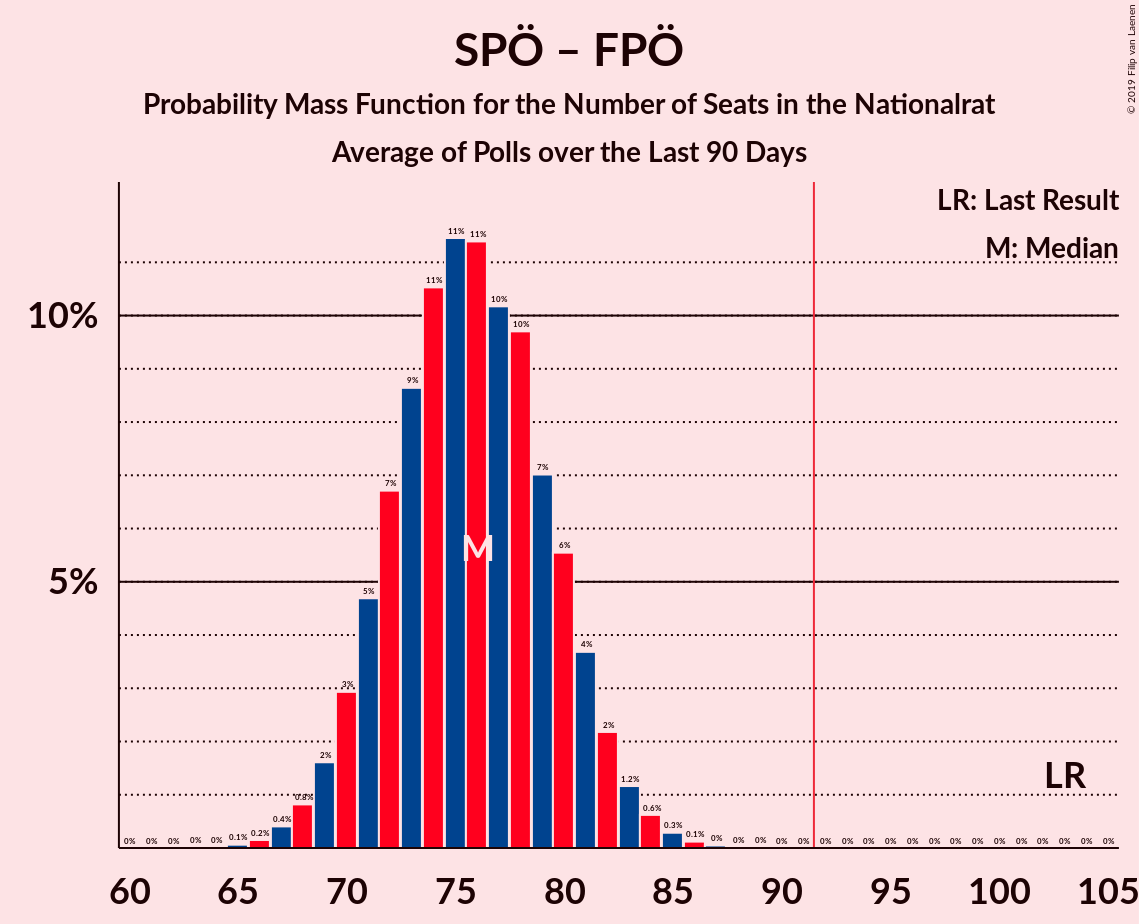 SPÖ – FPÖ
Probability Mass Function for the Number of Seats in the Nationalrat
Average of Polls over the Last 90 Days
© 2019 Filip van Laenen
LR: Last Result
M: Median
10%
5%
0% 0% 0% 0% 0% 0.1% 0.2% 0.4% 0.8% 2% 3% 5% 7% 9% 11% 11% 11% 10% 10% 7% 6% 4% 2% 1.2% 0.6% 0.3% 0.1% 0% 0% 0% 0% 0% 0% 0% 0% 0% 0% 0% 0% 0% 0% 0% 0% 0% 0% 0%
M
LR
60 65 70 75 80 85 90 95 100 105